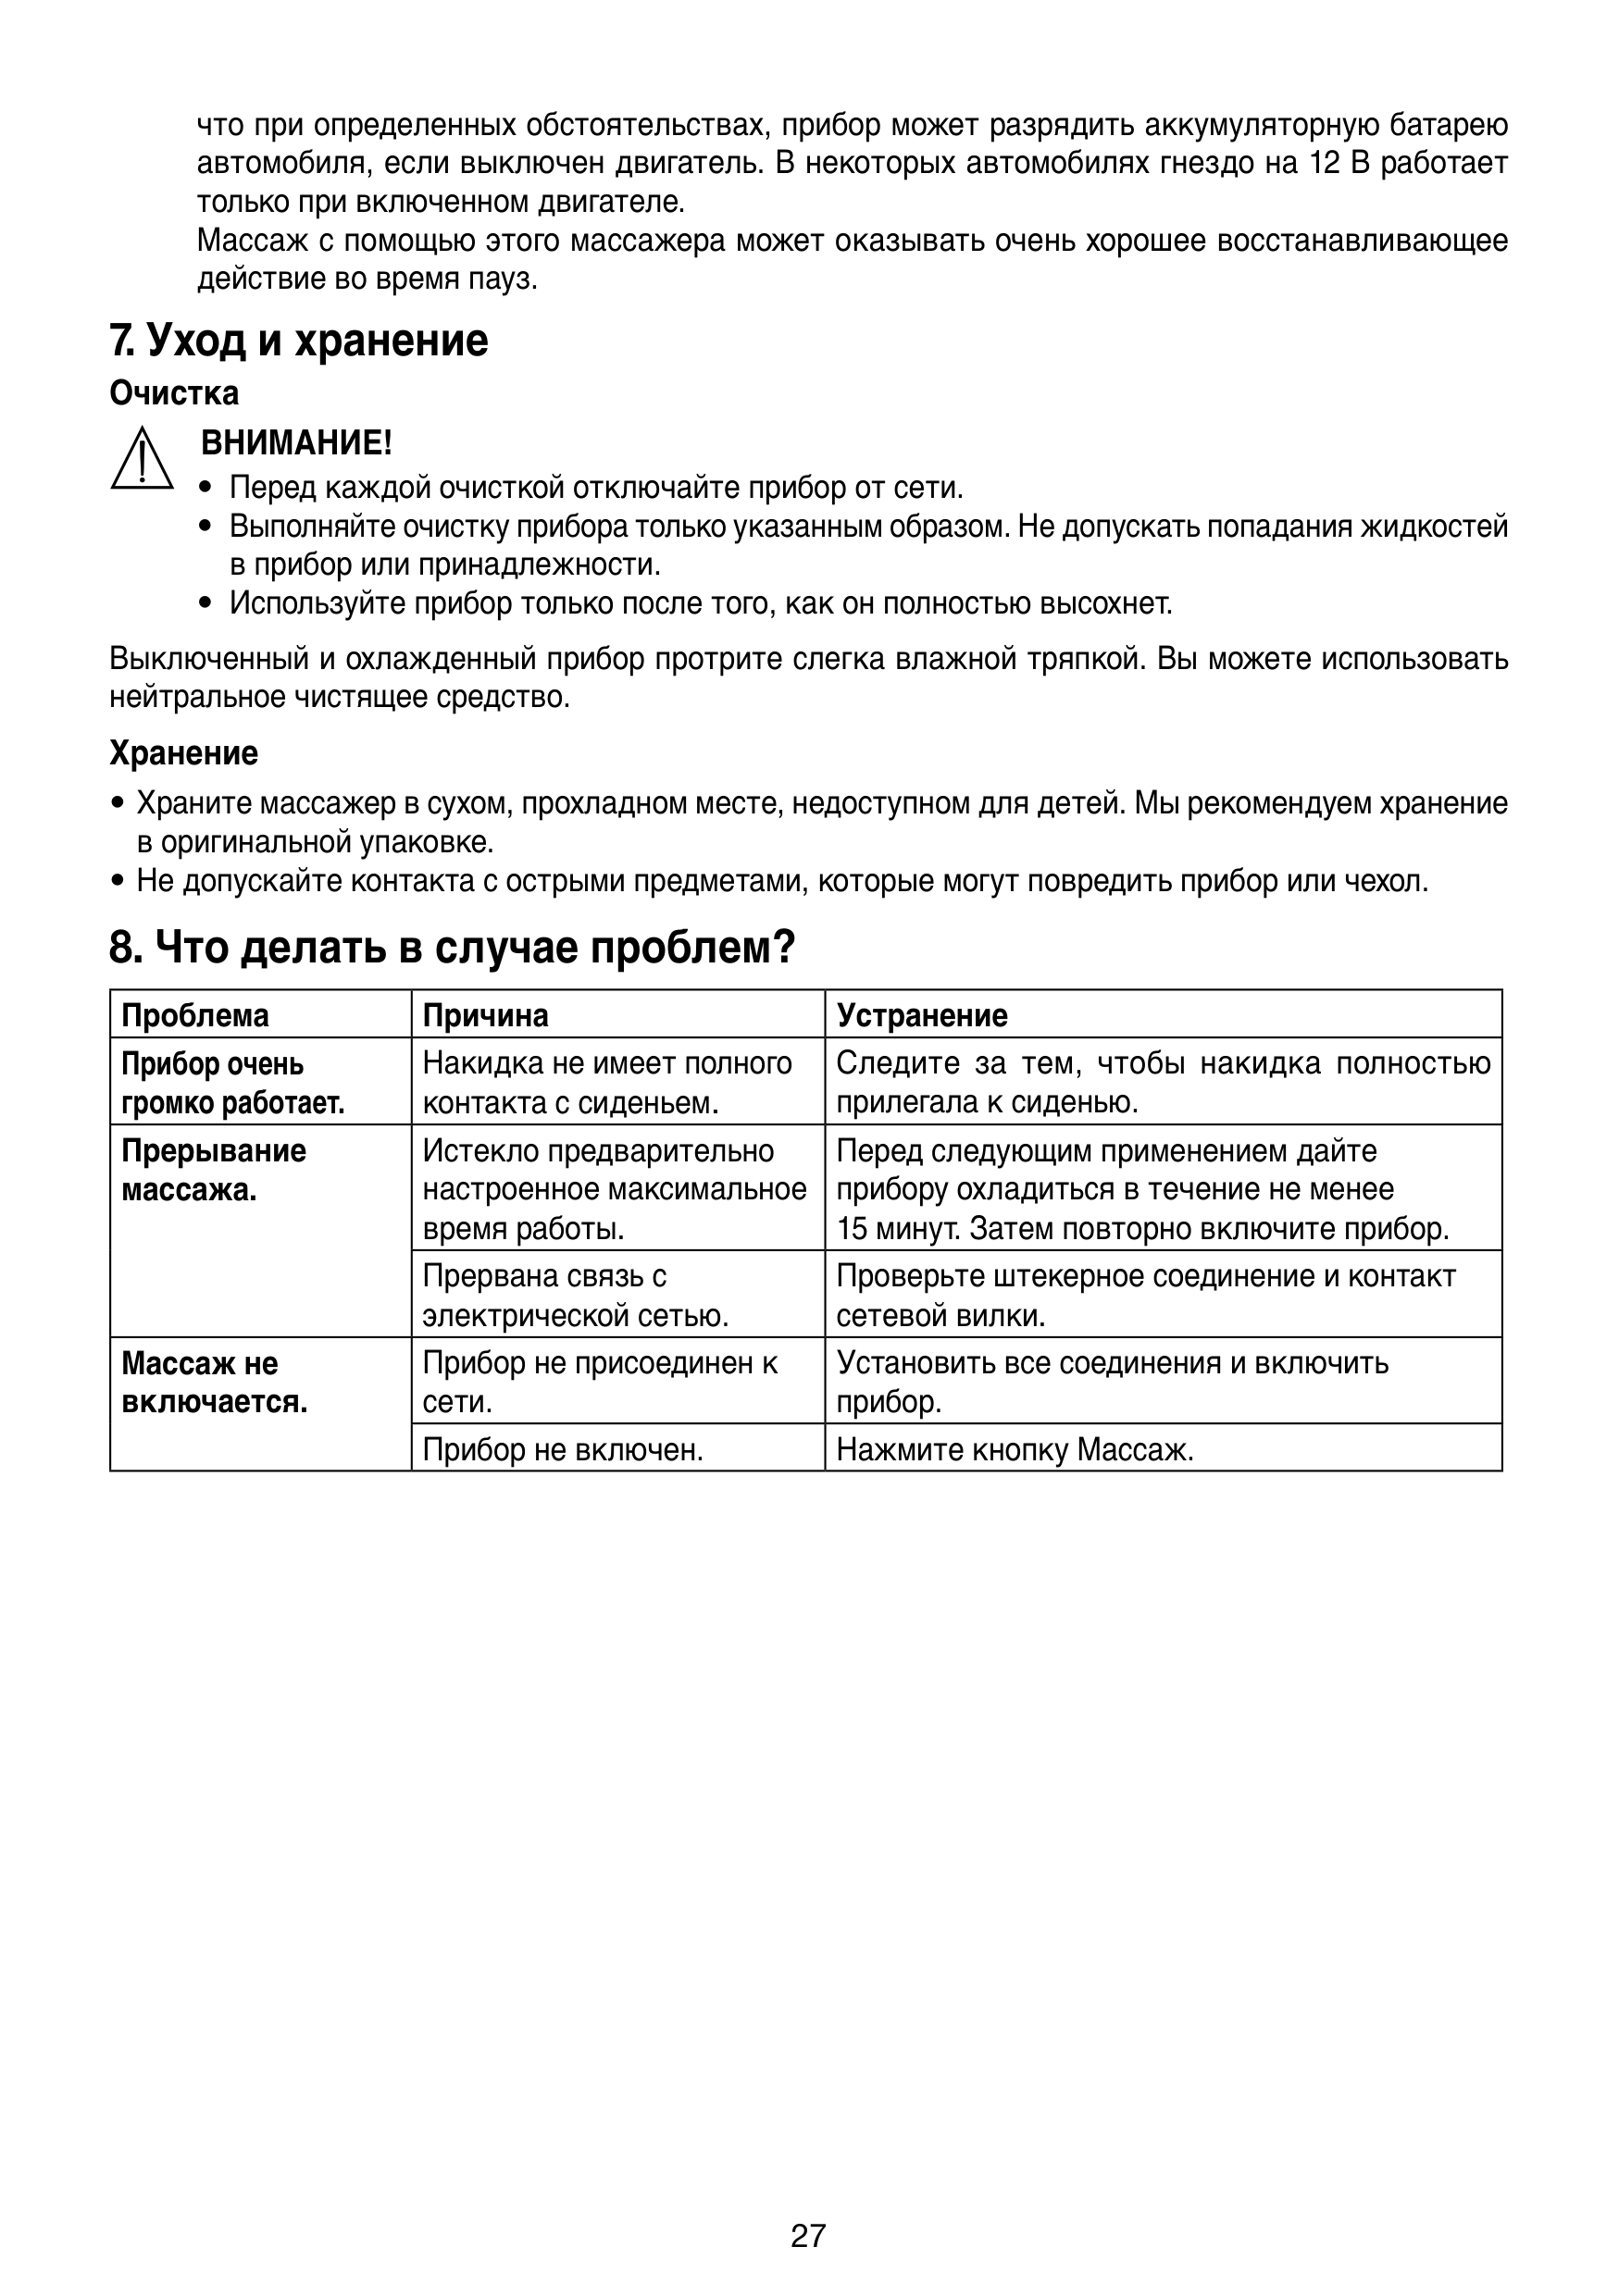 что при определенных обстоятельствах, прибор может разрядить аккумуляторную батарею
автомобиля, если выключен двигатель. В некоторых автомобилях гнездо на 12 В работает
только при включенном двигателе.
Массаж с помощью этого массажера может оказывать очень хорошее восстанавливающее
действие во время пауз.
7. Уход и хранение
Очистка
ВНИМАНИЕ!
• Перед каждой очисткой отключайте прибор от сети.
• Выполняйте очистку прибора только указанным образом. Не допускать попадания жидкостей
в прибор или принадлежности.
• Используйте прибор только после того, как он полностью высохнет.
Выключенный и охлажденный прибор протрите слегка влажной тряпкой. Вы можете использовать
нейтральное чистящее средство.
Хранение
• Храните массажер в сухом, прохладном месте, недоступном для детей. Мы рекомендуем хранение
в оригинальной упаковке.
• Не допускайте контакта с острыми предметами, которые могут повредить прибор или чехол.
8. Что делать в случае проблем?
Проблема Причина Устранение
Прибор очень Накидка не имеет полного Следите за тем, чтобы накидка полностью
громко работает. контакта с сиденьем. прилегала к сиденью.
Прерывание Истекло предварительно Перед следующим применением дайте
массажа. настроенное максимальное прибору охладиться в течение не менее
время работы. 15 минут. Затем повторно включите прибор.
Прервана связь с Проверьте штекерное соединение и контакт
электрической сетью. сетевой вилки.
Массаж не Прибор не присоединен к Установить все соединения и включить
включается. сети. прибор.
Прибор не включен. Нажмите кнопку Массаж.
27